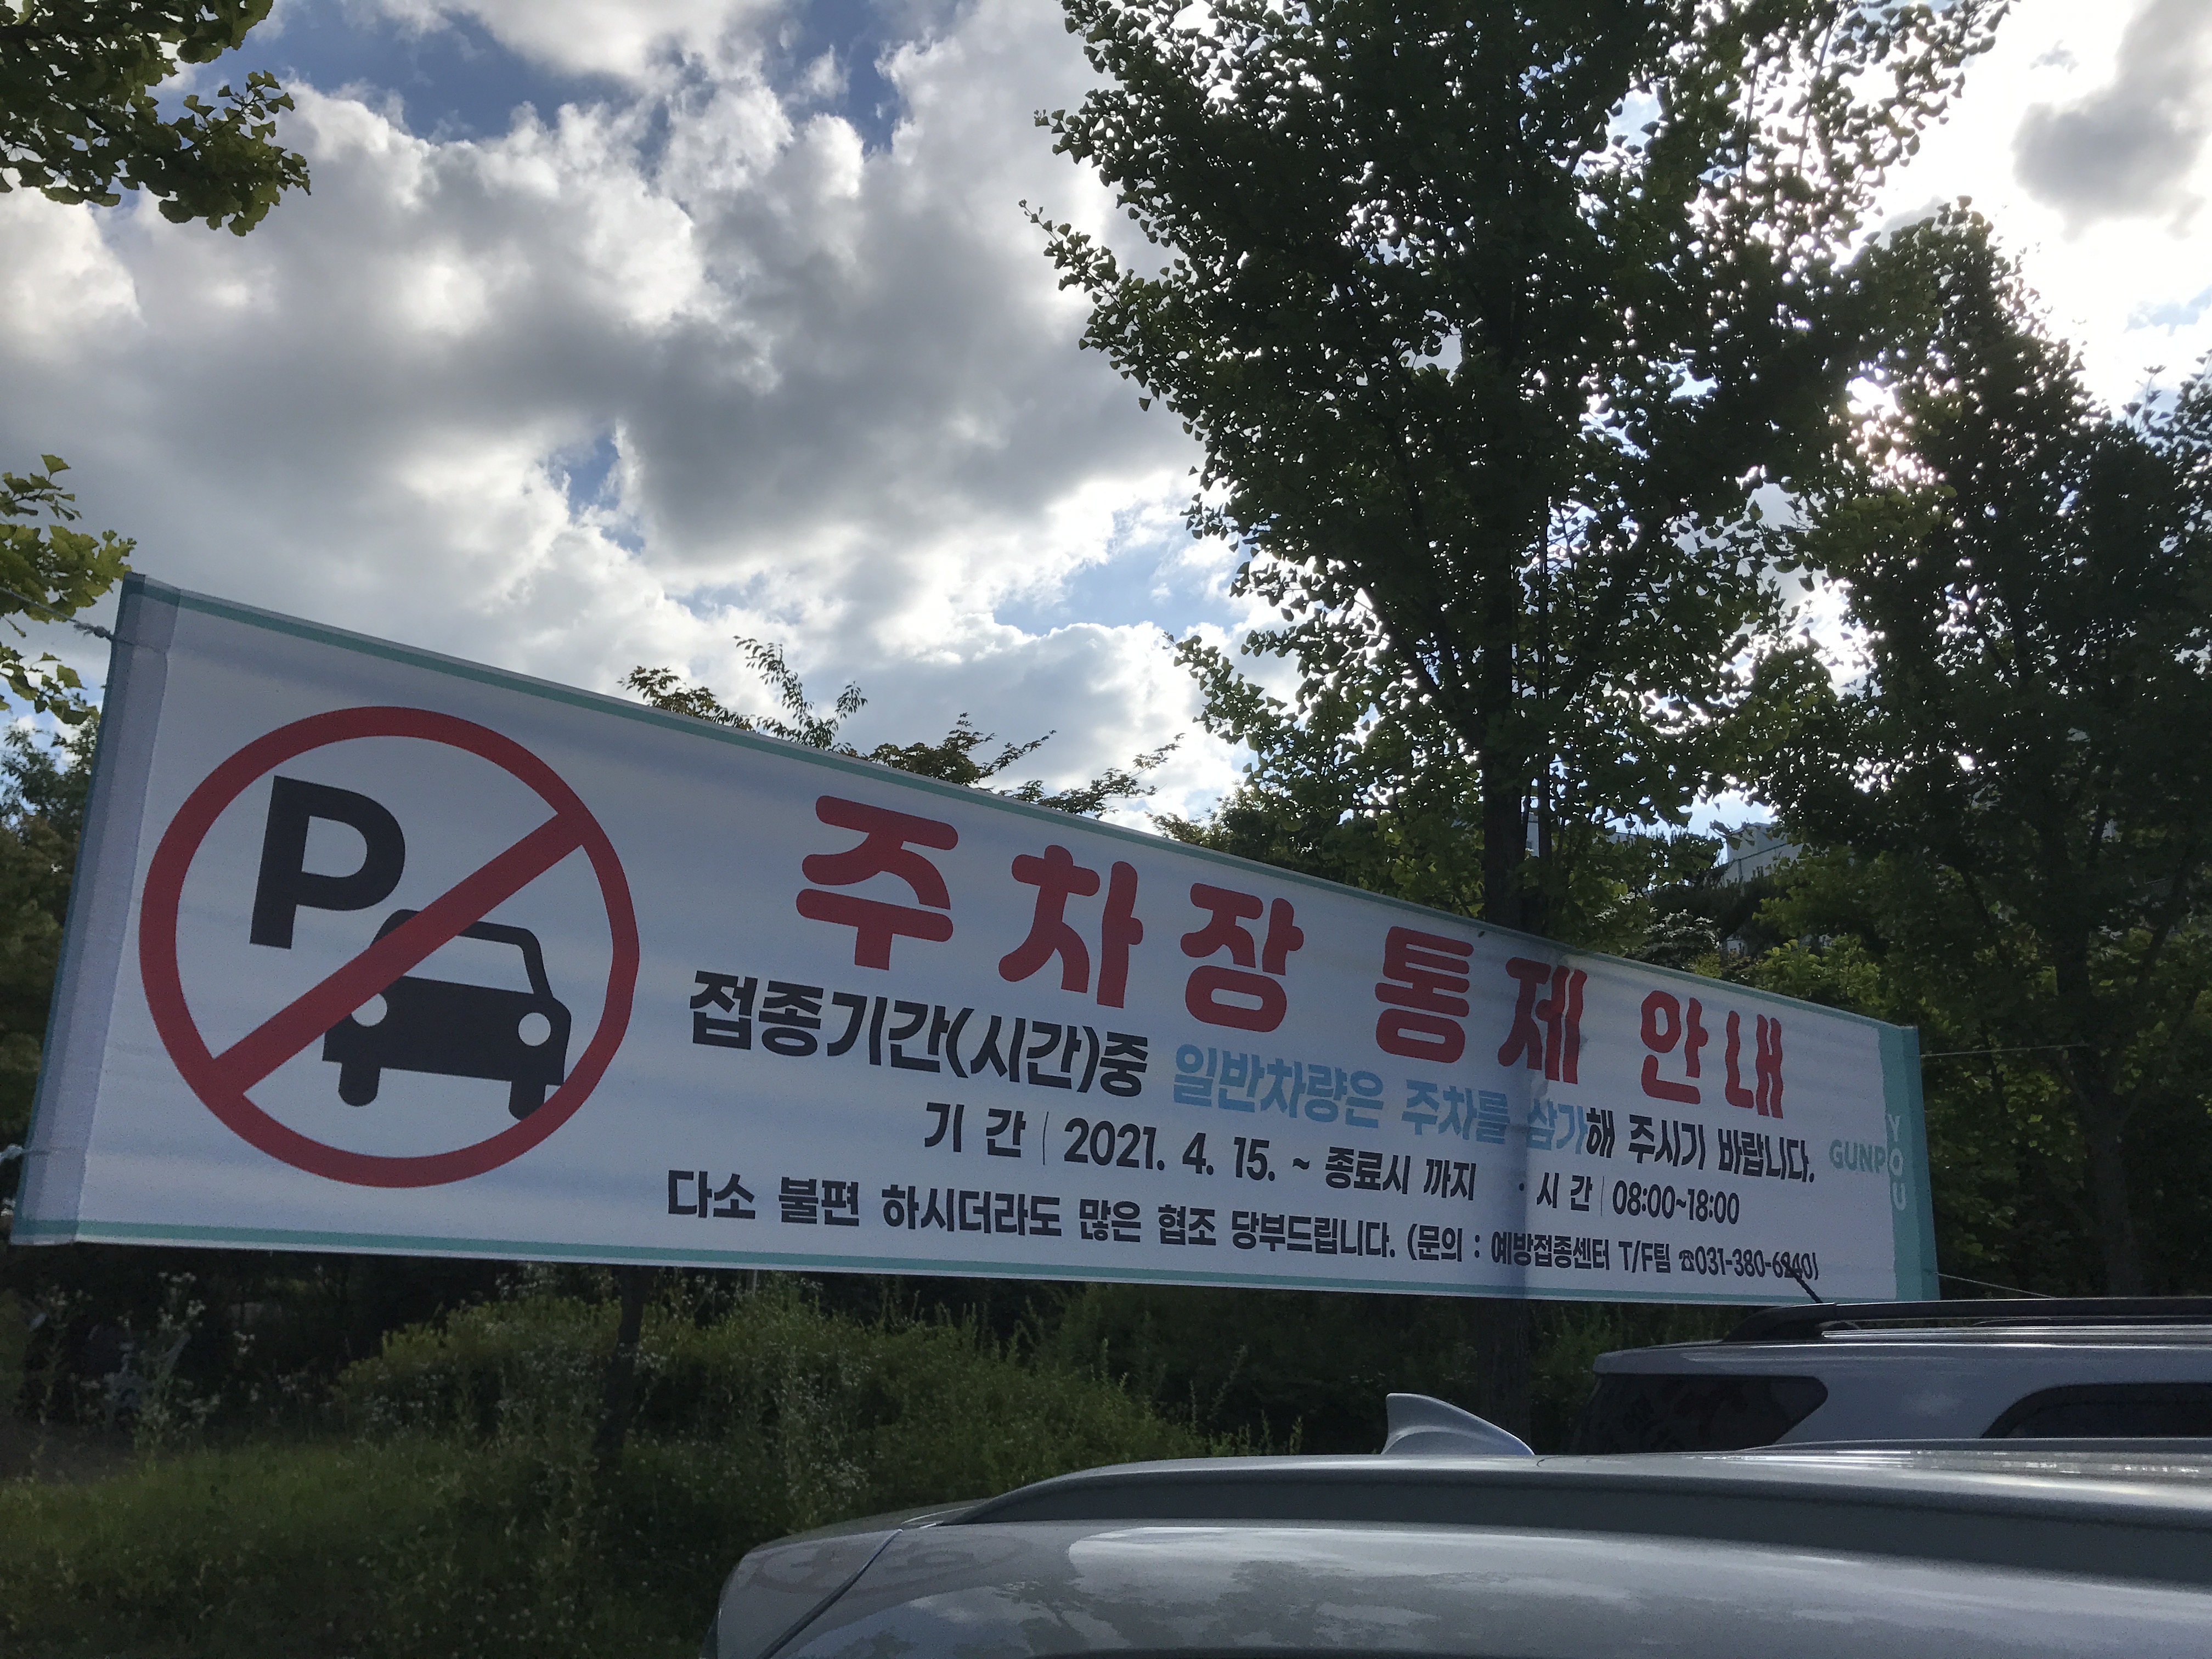 P
주차장 통제 안내
접종기간(시간)중 일반차량은 주차를 삼가해 주시기 바랍니다.
기 간 | 2021. 4. 15. ~ 종료시 까지 · 시 간 | 08:00~18:00
다소 불편 하시더라도 많은 협조 당부드립니다. (문의 : 예방접종센터 T/F팀 ☎031-380-6240)
GUNP
YOU